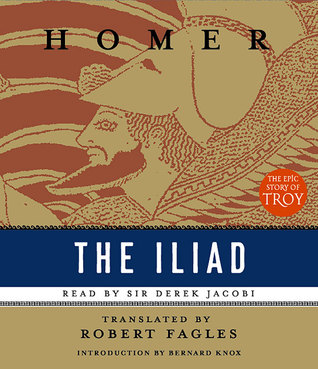 HOMER
THE EPIC
STORY OF
TROY
THE ILIAD
READ BY SIR DEREK JACOBI
TRANSLATED BY
ROBERT FAGLES
INTRODUCTION BY BERNARD KNOX